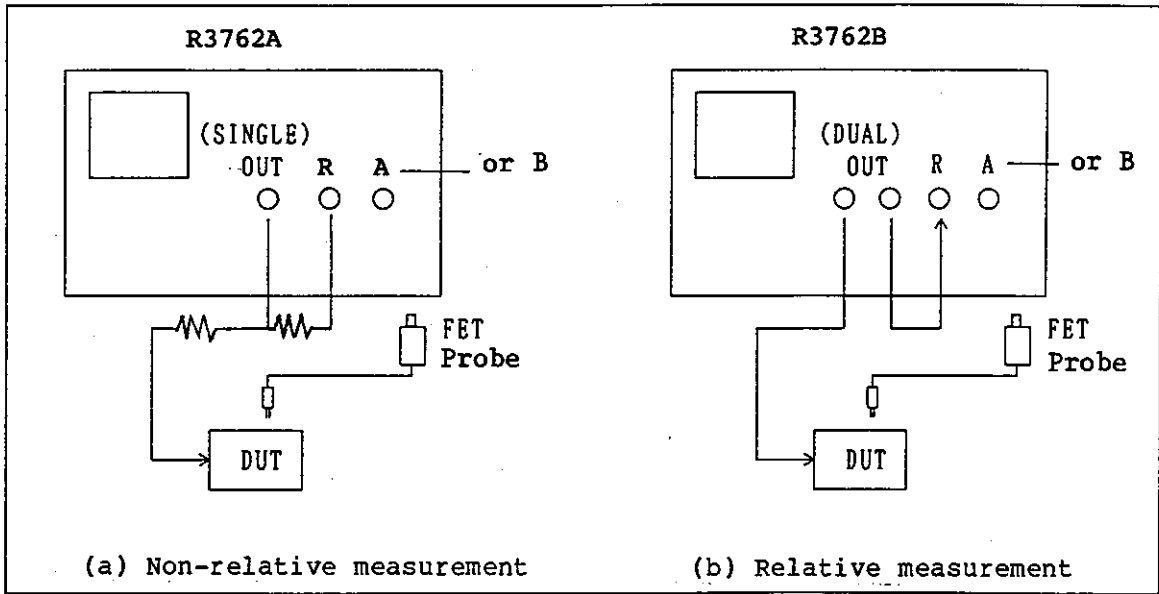 R3762A
(SINGLE)
OUT R A or B
FET
Probe
DUT
(a) Non-relative measurement
R3762B
(DUAL)
OUT R A or B
FET
Probe
DUT
(b) Relative measurement